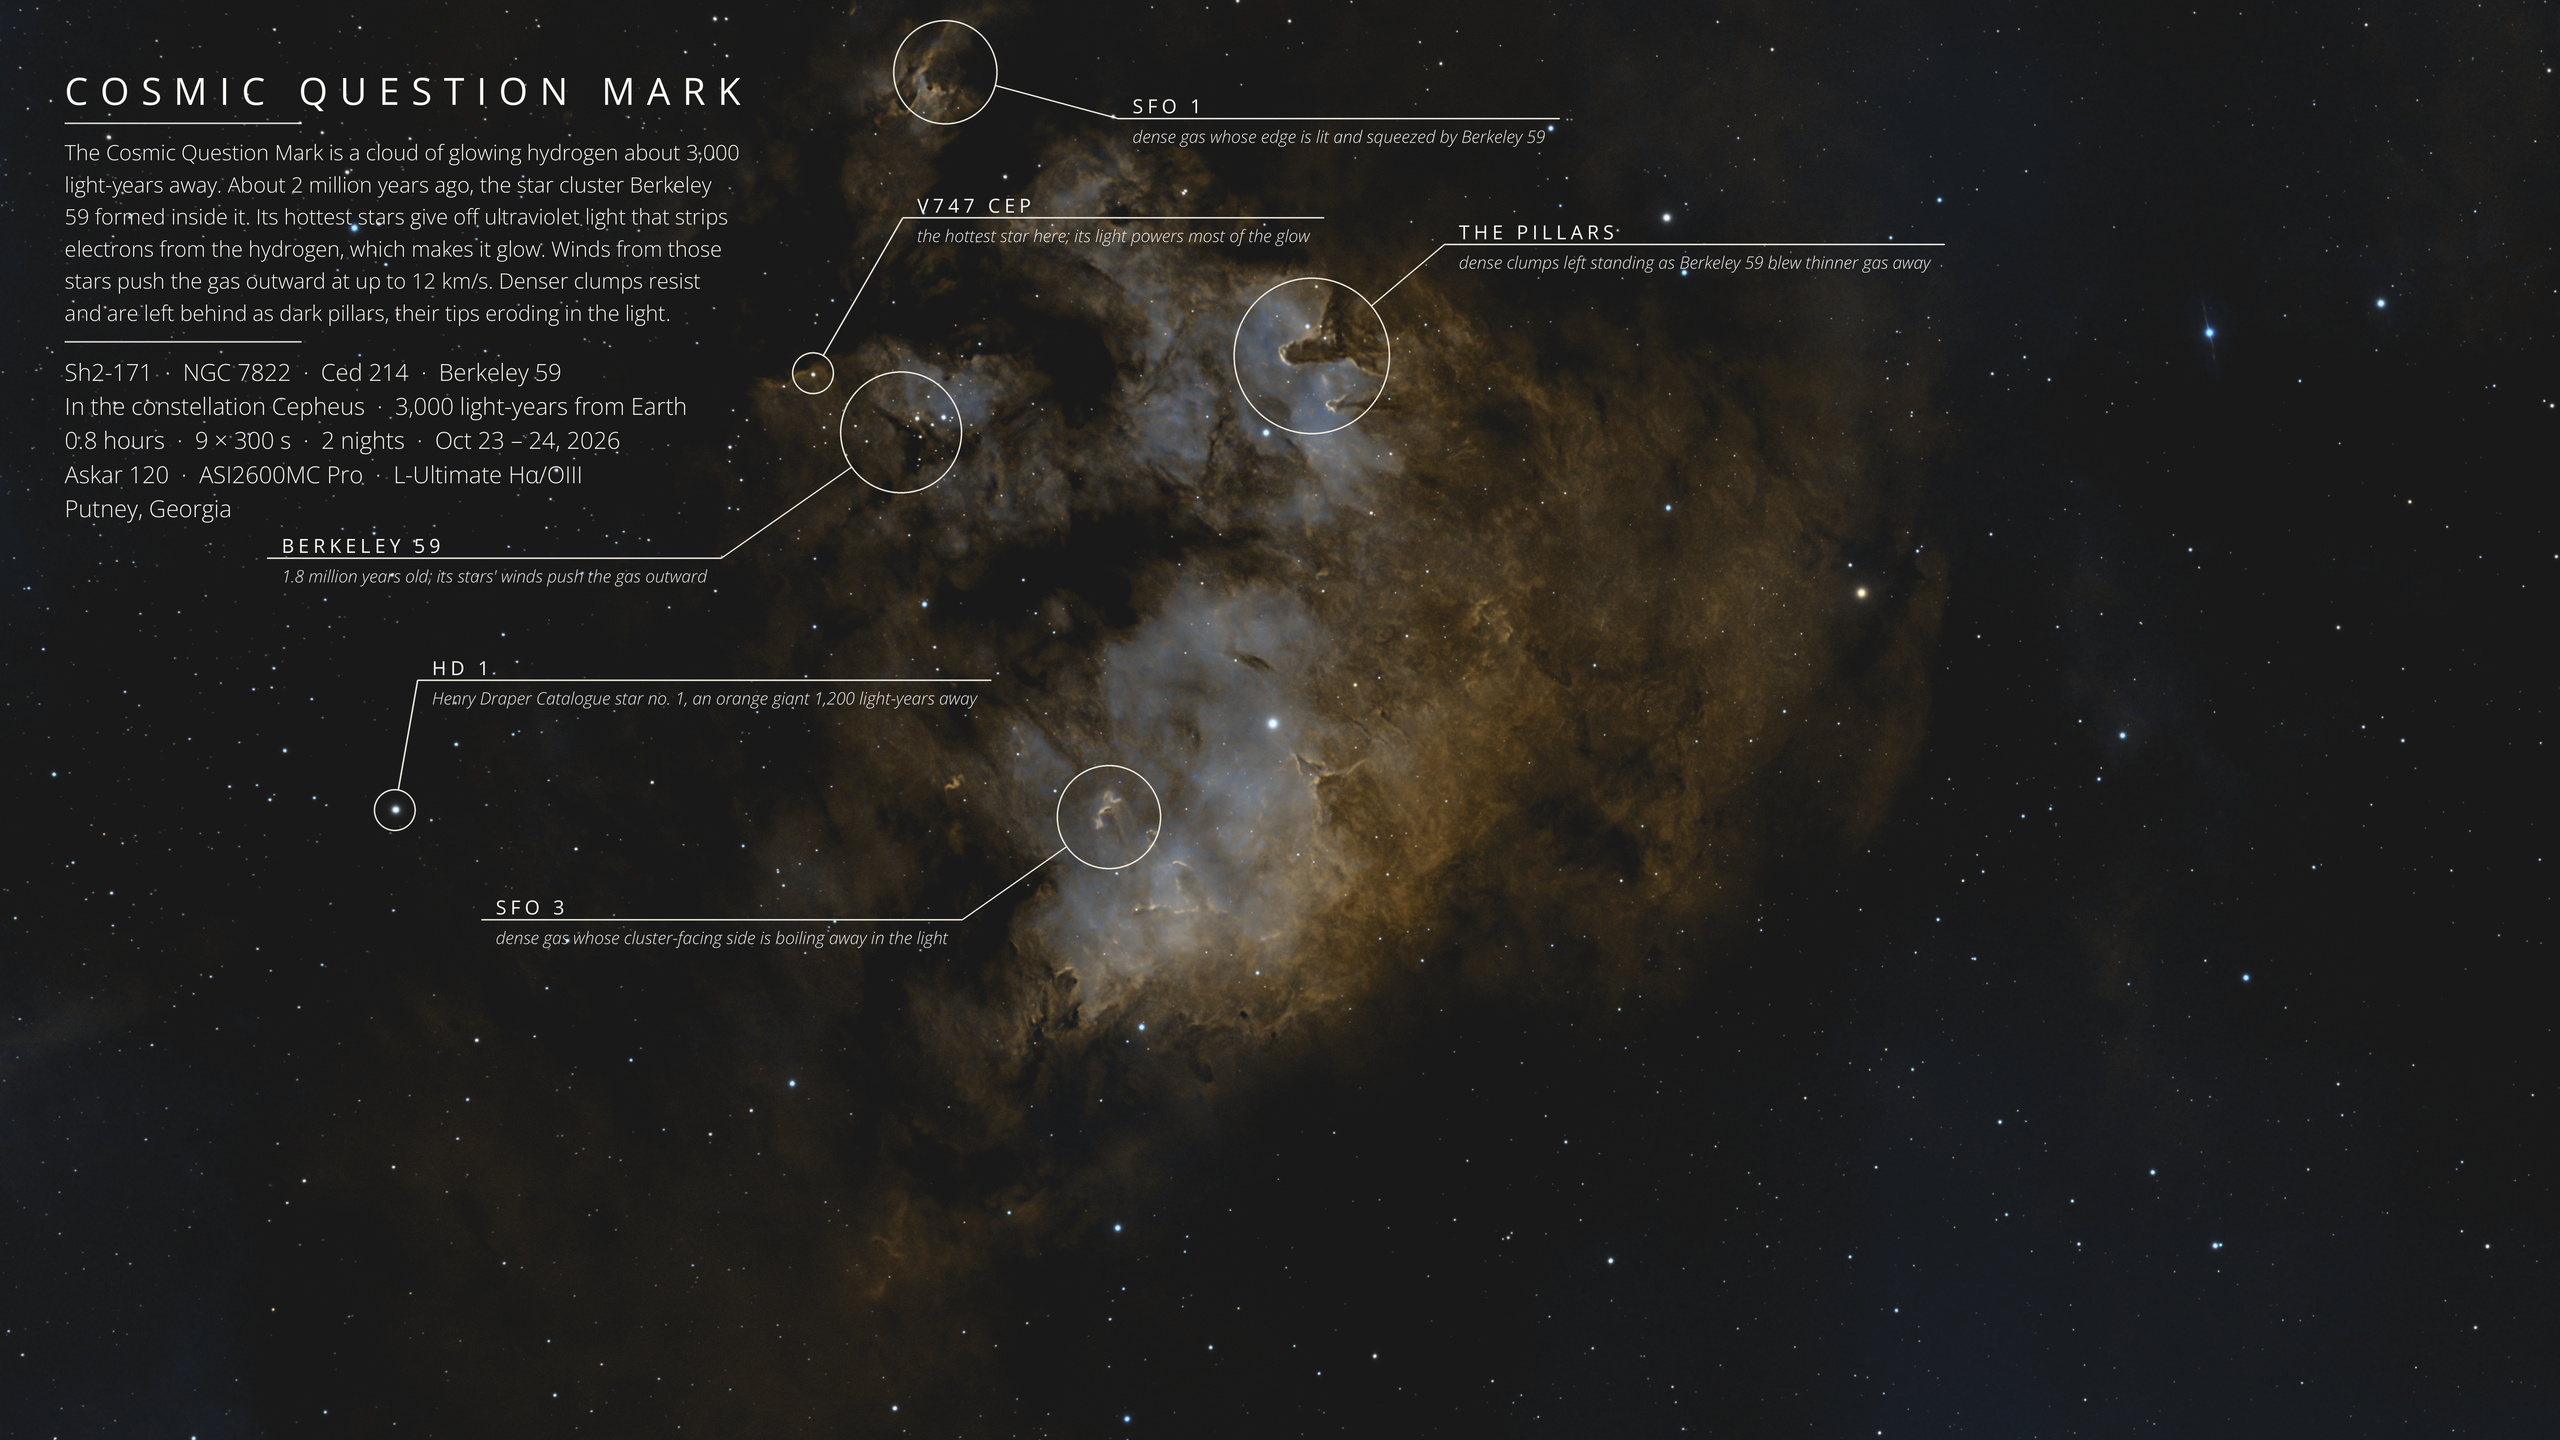 COSMIC QUESTION MARK
The Cosmic Question Mark is a cloud of glowing hydrogen about 3,000
light-years away. About 2 million years ago, the star cluster Berkeley
59 formed inside it. Its hottest stars give off ultraviolet light that strips
electrons from the hydrogen, which makes it glow. Winds from those
stars push the gas outward at up to 12 km/s. Denser clumps resist
and are left behind as dark pillars, their tips eroding in the light.
Sh2-171 · NGC 7822 · Ced 214 · Berkeley 59
In the constellation Cepheus · 3,000 light-years from Earth
0.8 hours · 9 × 300 s · 2 nights · Oct 23 – 24, 2026
Askar 120 · ASI2600MC Pro · L-Ultimate Hα/OIII
Putney, Georgia
SFO 1
dense gas whose edge is lit and squeezed by Berkeley 59
V747 CEP
the hottest star here; its light powers most of the glow
THE PILLARS
dense clumps left standing as Berkeley 59 blew thinner gas away
BERKELEY 59
1.8 million years old; its stars' winds push the gas outward
HD 1
Henry Draper Catalogue star no. 1, an orange giant 1,200 light-years away
SFO 3
dense gas whose cluster-facing side is boiling away in the light